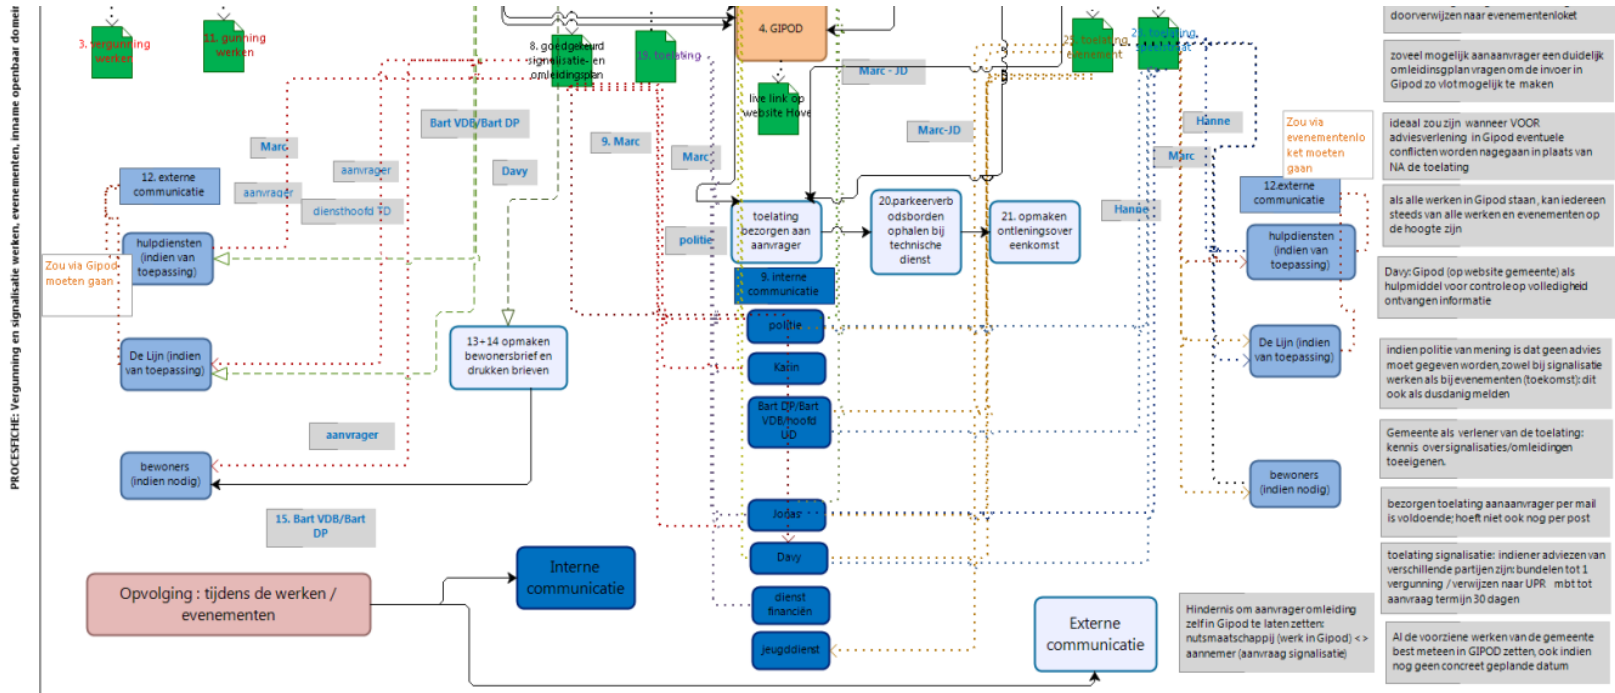 PROCESFICHE: Vergunning en signalisatie werken, evenementen, inname openbaar domein
3. vergunning
werken
11. gunning
werken
8. goedgekeurd
signalisatie- en
omleidingsplan
19. toelating
4. GIPOD
live link op
website Hove
Marc - JD
25. toelating
evenement
doorverwijzen naar evenementenloket
zoveel mogelijk aanaanvrager een duidelijk
omleidinsgplan vragen om de invoer in
Gipod zo vlot mogelijk te maken
Bart VDB/Bart DP
Marc
9. Marc
Marc
Marc-JD
Hanne
Marc
Zou via
evenementenlo
ket moeten
gaan
ideaal zou zijn wanneer VOOR
adviesverlening in Gipod eventuele
conflicten worden nagegaan in plaats van
NA de toelating
aanvrager
Davy
12. externe
communicatie
aanvrager
diensthoofd TD
12.externe
communicatie
als alle werken in Gipod staan, kan iedereen
steeds van alle werken en evenementen op
de hoogte zijn
toelating
bezorgen aan
aanvrager
20.parkeerverb
odsborden
ophalen bij
technische
dienst
21. opmaken
ontleningsover
eenkomst
Hanne
politie
hulpdiensten
(indien van
toepassing)
hulpdiensten
(indien van
toepassing)
Zou via Gipod
moeten gaan
9. interne
communicatie
Davy: Gipod (op website gemeente) als
hulpmiddel voor controle op volledigheid
ontvangen informatie
politie
De Lijn (indien
van toepassing)
13+14 opmaken
bewonersbrief en
drukken brieven
Karin
De Lijn (indien
van toepassing)
indien politie van mening is dat geen advies
moet gegeven worden, zowel bij signalisatie
werken als bij evenementen (toekomst): dit
ook als dusdanig melden
Bart DP/Bart
VDB/hoofd
UD
aanvrager
Gemeente als verlener van de toelating:
kennis over signalisaties/omleidingen
toeeigenen.
bewoners
(indien nodig)
bewoners
(indien nodig)
bezorgen toelating aanaanvrager per mail
is voldoende; hoeft niet ook nog per post
15. Bart VDB/Bart
DP
Jonas
Davy
toelating signalisatie: indiener adviezen van
verschillende partijen zijn: bundelen tot 1
vergunning / verwijzen naar UPR mbt tot
aanvraag termijn 30 dagen
Interne
communicatie
Opvolging : tijdens de werken /
evenementen
dienst
financiën
jeugddienst
Externe
communicatie
Hindernis om aanvrager omleiding
zelf in Gipod te laten zetten:
nutsmaatschappij (werk in Gipod) <>
aannemer (aanvraag signalisatie)
Al de voorziene werken van de gemeente
best meteen in GIPOD zetten, ook indien
nog geen concreet geplande datum